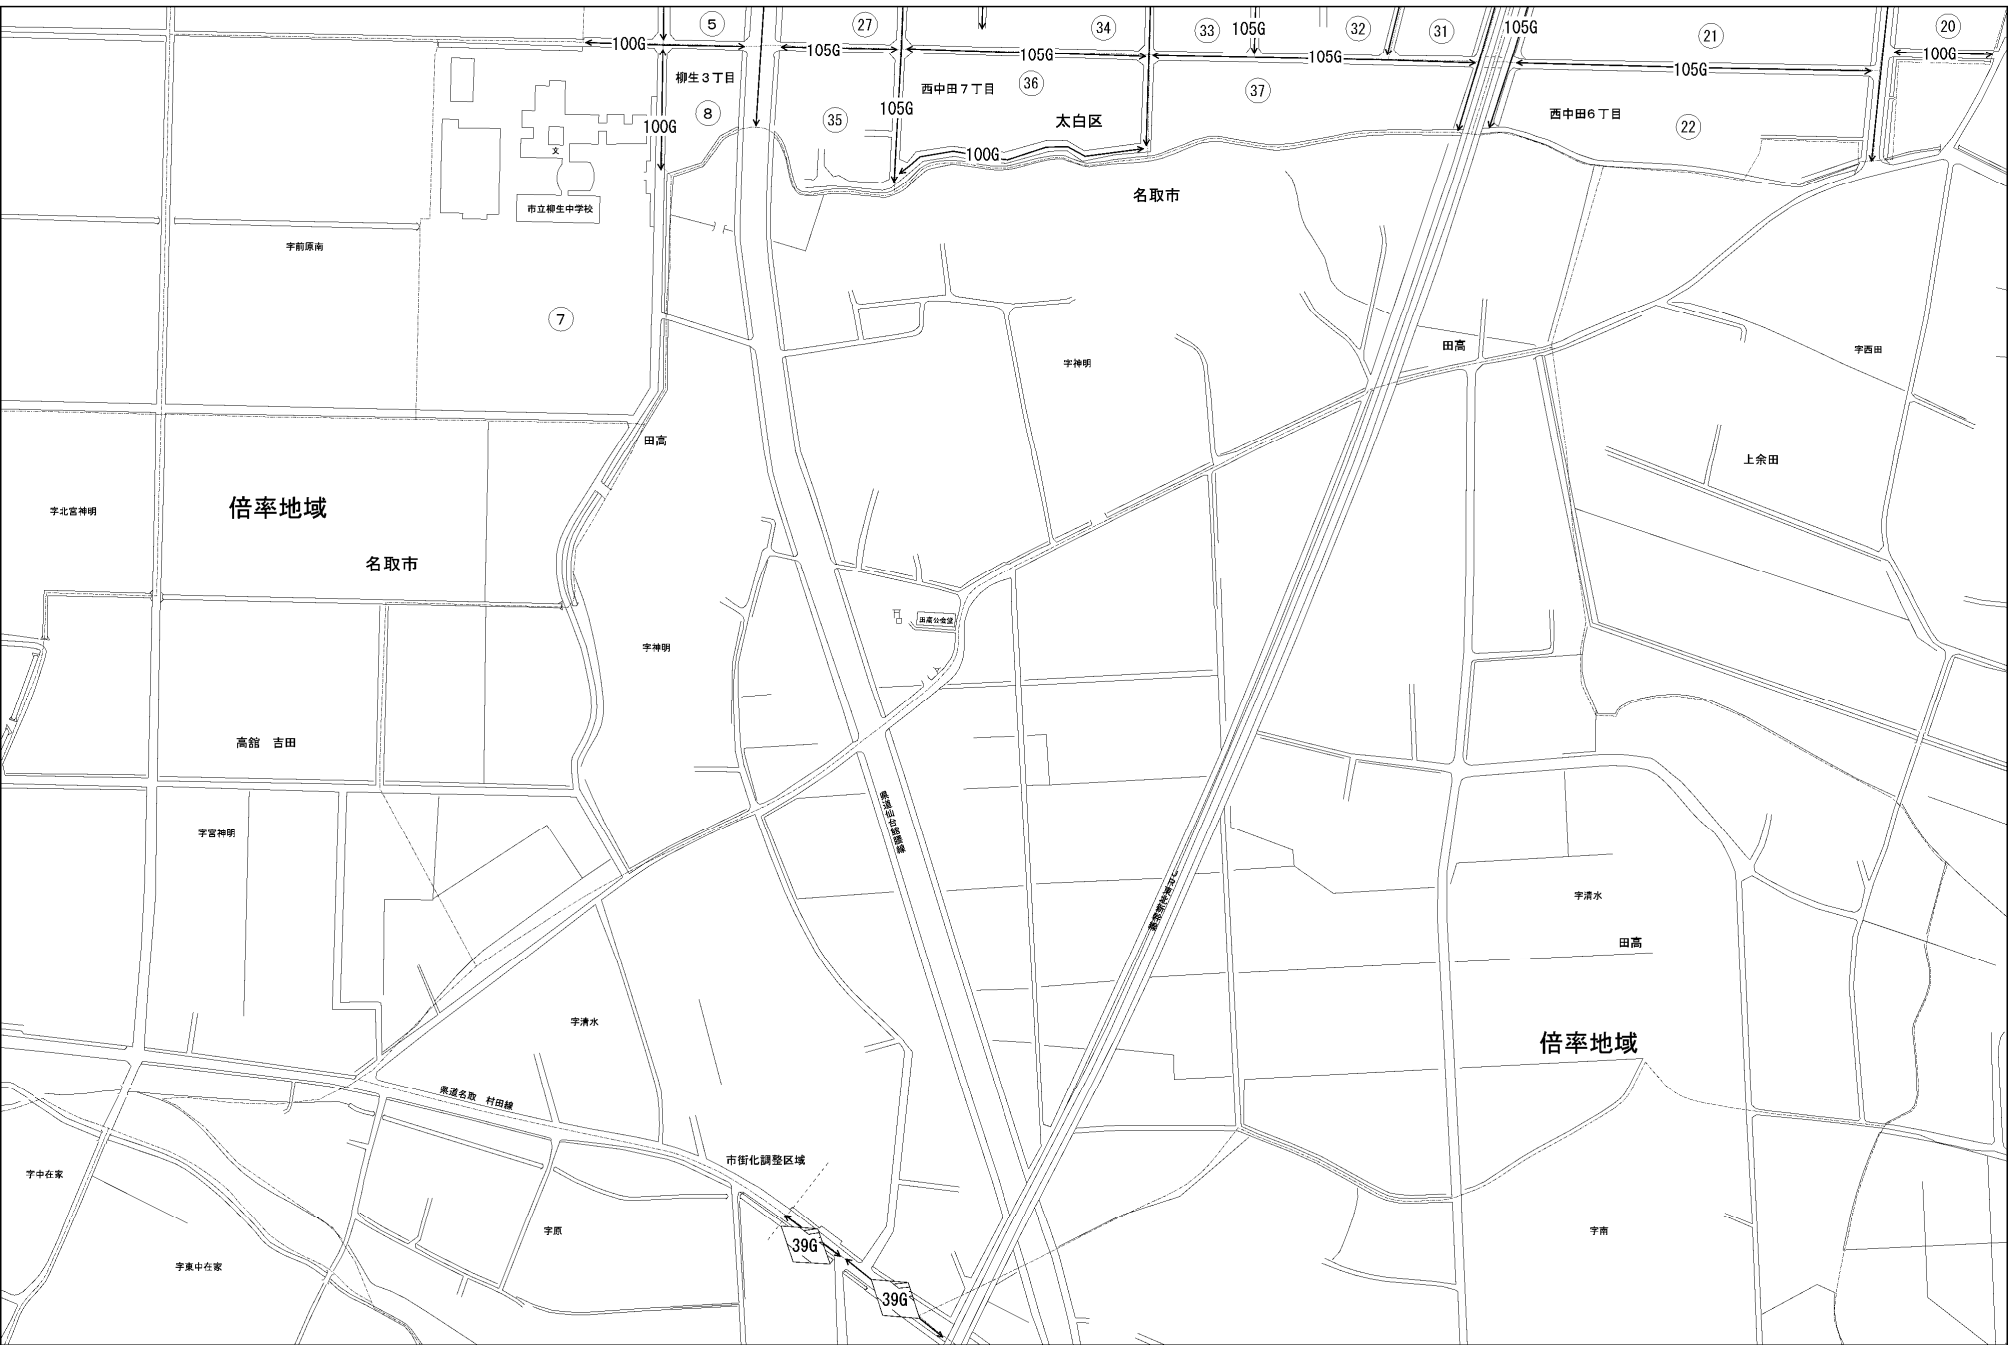 5
27
34
33
105G
32
31
105G
21
20
100G
105G
105G
105G
105G
100G
柳生3丁目
8
100G
35
105G
西中田7丁目
36
太白区
37
西中田6丁目
22
100G
文
市立柳生中学校
名取市
字前原南
7
字神明
田高
字西田
田高
上余田
字北宮神明
倍率地域
名取市
田高公会堂
字神明
高舘 吉田
字宮神明
字清水
田高
字清水
倍率地域
県道名取 村田線
市街化調整区域
字中在家
字原
字南
字東中在家
39G
39G